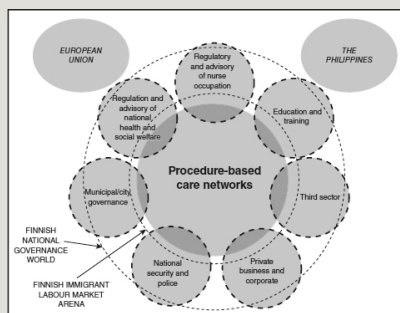 EUROPEAN
UNION
Regulatory
and advisory
of nurse
occupation
THE
PHILIPPINES
Regulation and
advisory of
national,
health and
social welfare
Education and
training
Procedure-based
care networks
Municipal/city
governance
Third sector
FINNISH
NATIONAL
GOVERNANCE
WORLD
National
security and
police
Private
business and
corporate
FINNISH IMMIGRANT
LABOUR MARKET
ARENA